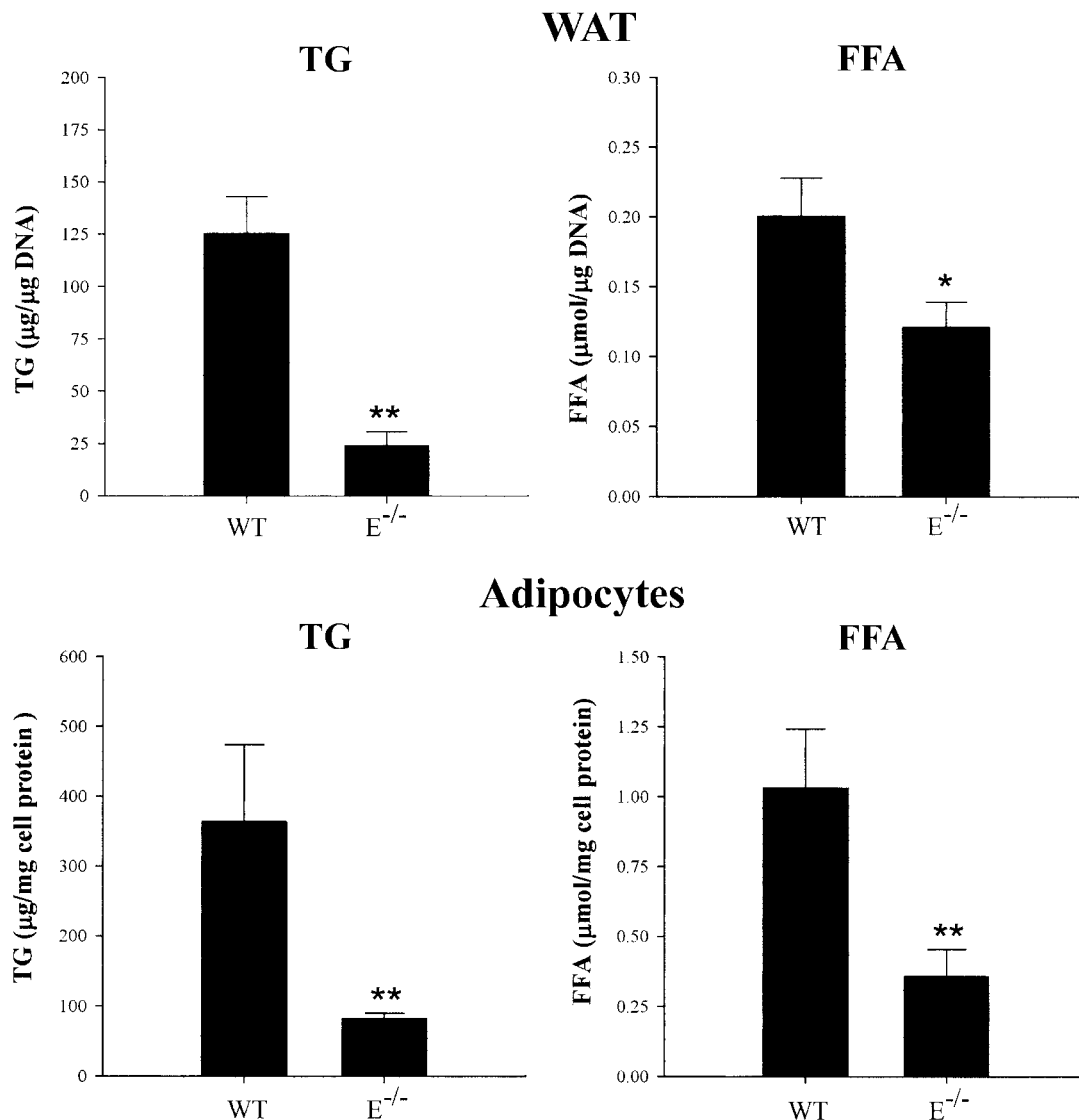 WAT
TG
200
175
150
125
100
75
50
25
0
TG (µg/µg DNA)
**
WT
E-/-
FFA
0.30
0.25
0.20
0.15
0.10
0.05
0.00
FFA (µmol/µg DNA)
*
WT
E-/-
Adipocytes
TG
600
500
400
300
200
100
0
TG (µg/mg cell protein )
**
WT
E-/-
FFA
1.50
1.25
1.00
0.75
0.50
0.25
0.00
FFA (µmol/mg cell protein)
**
WT
E-/-